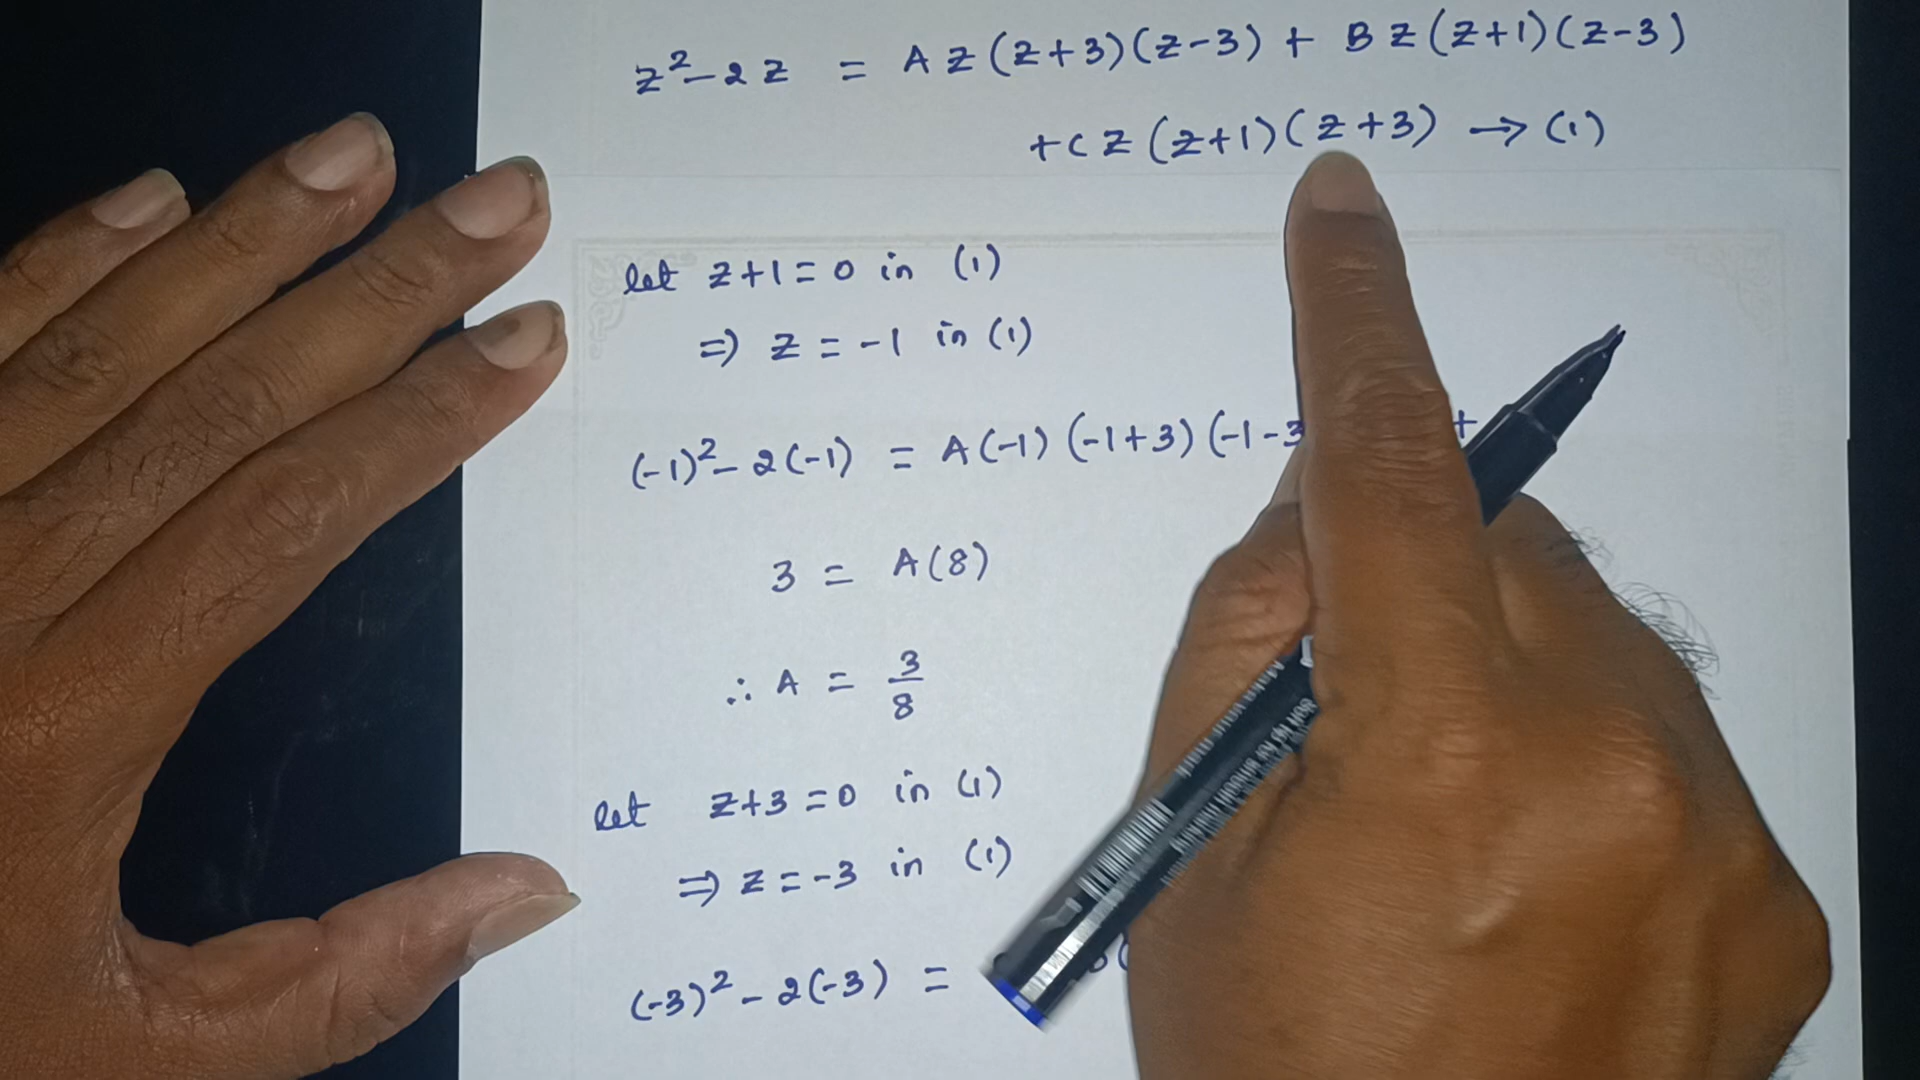 z²-2z = Az(z+3)(z-3) + Bz(z+1)(z-3)
+Cz(z+1)(z+3) → (1)
let z+1=0 in (1)
⇒ z = -1 in (1)
(-1)²-2(-1) = A(-1)(-1+3)(-1-3 +
3 = A(8)
∴ A = 3/8
let z+3=0 in (1)
⇒ z=-3 in (1)
(-3)²-2(-3) =